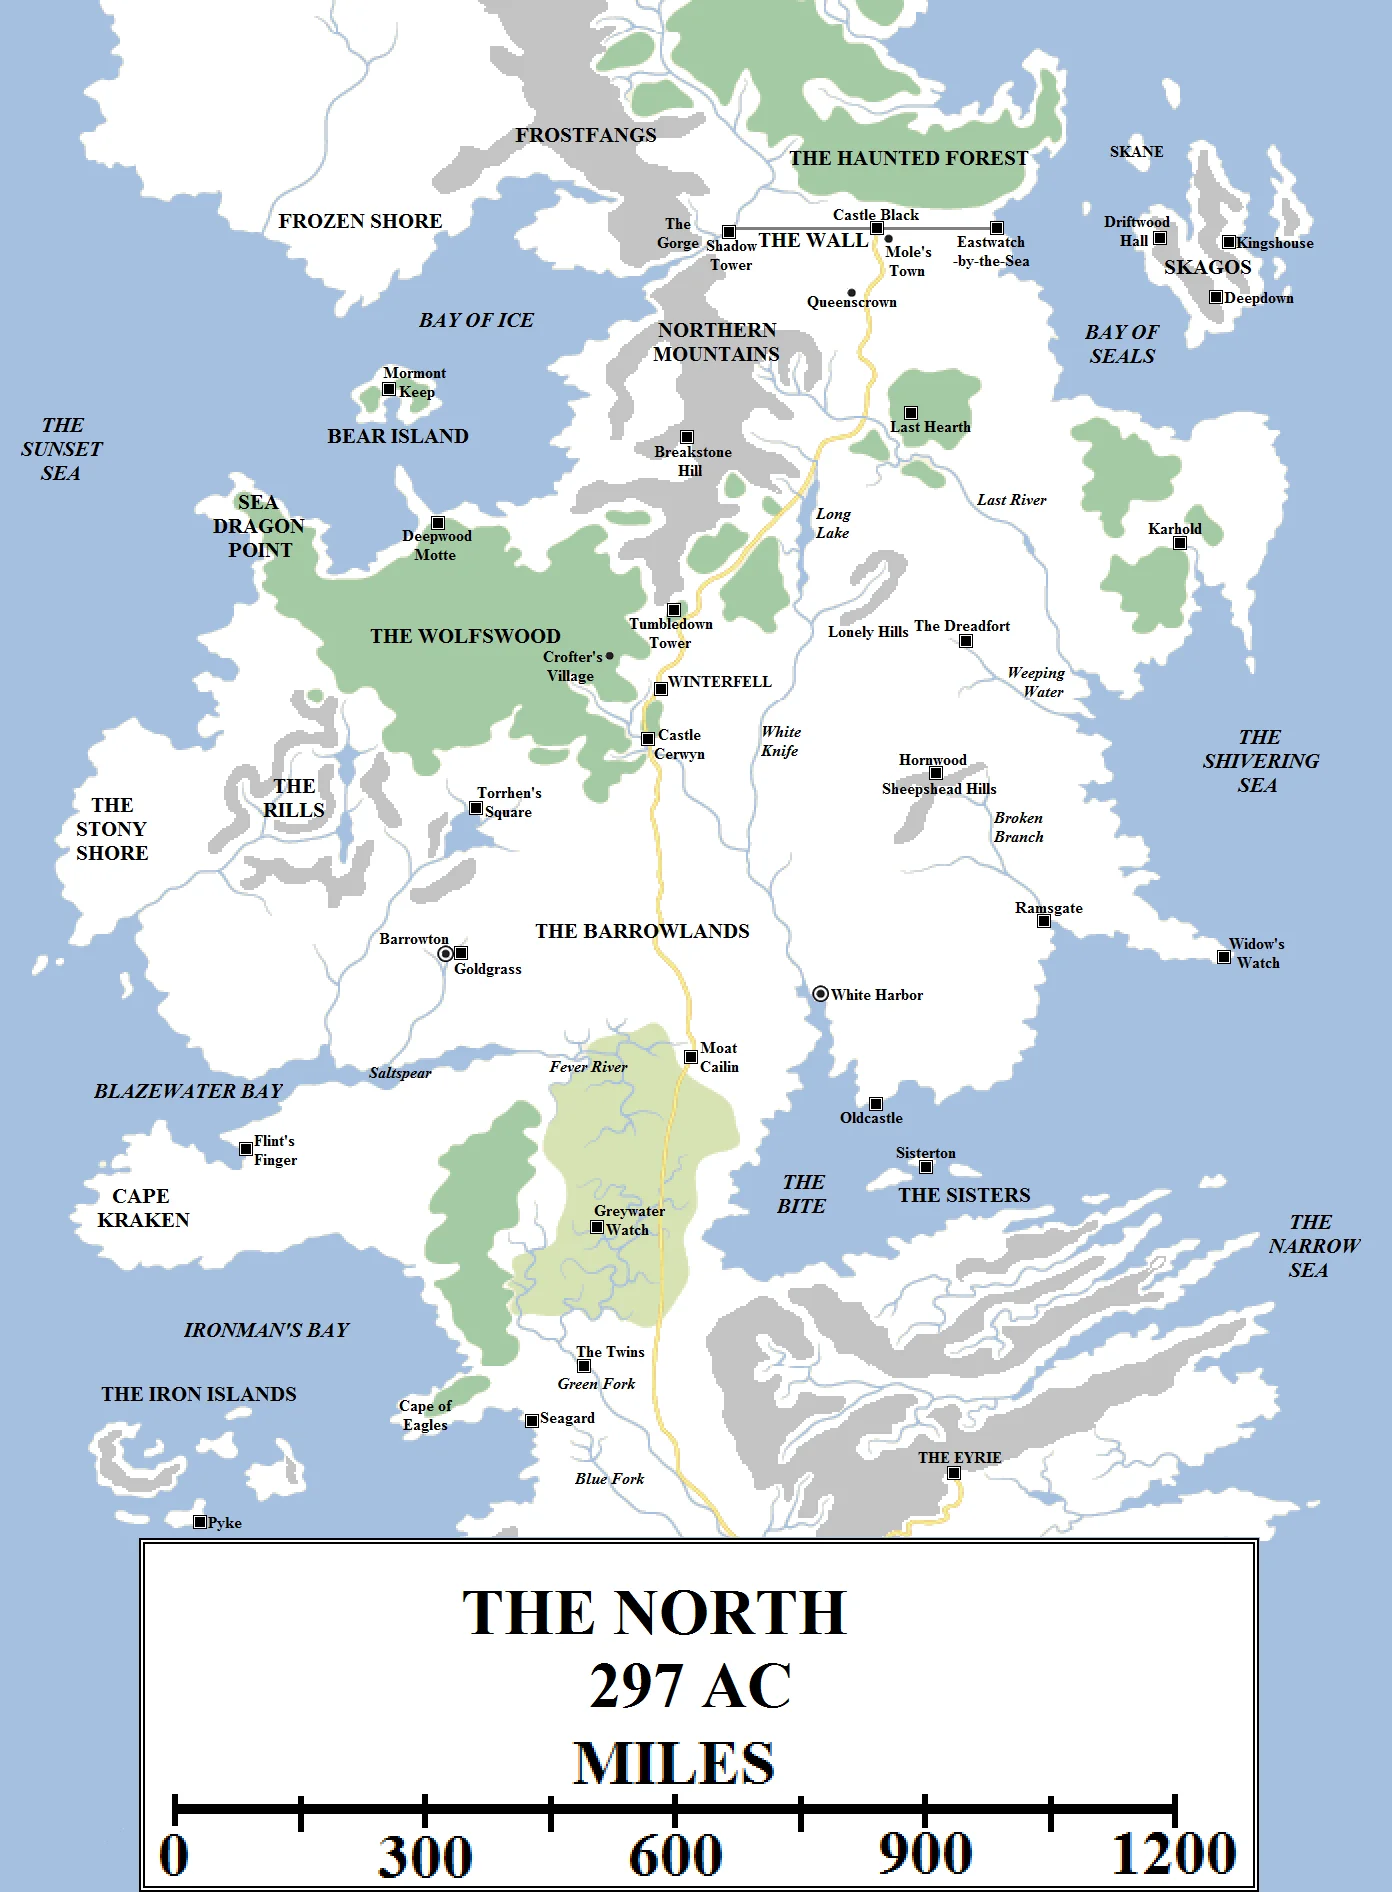 FROSTFANGS
THE HAUNTED FOREST
SKANE
FROZEN SHORE
The
Gorge
Shadow
Tower
THE WALL
Castle Black
Mole's
Town
Eastwatch
-by-the-Sea
Driftwood
Hall
Kingshouse
SKAGOS
Deepdown
Queenscrown
BAY OF ICE
NORTHERN
MOUNTAINS
BAY OF
SEALS
Mormont
Keep
BEAR ISLAND
THE
SUNSET
SEA
Last Hearth
Breakstone
Hill
SEA
DRAGON
POINT
Deepwood
Motte
Long
Lake
Last River
Karhold
THE WOLFSWOOD
Tumbledown
Tower
Lonely Hills
The Dreadfort
Crofter's
Village
WINTERFELL
Weeping
Water
Castle
Cerwyn
White
Knife
THE
SHIVERING
SEA
Hornwood
Sheepshead Hills
THE
RILLS
Torrhen's
Square
THE
STONY
SHORE
Broken
Branch
Ramsgate
THE BARROWLANDS
Barrowton
Goldgrass
Widow's
Watch
White Harbor
Moat
Cailin
Saltspear
Fever River
BLAZEWATER BAY
Oldcastle
Flint's
Finger
Sisterton
THE SISTERS
THE
BITE
CAPE
KRAKEN
Greywater
Watch
THE
NARROW
SEA
IRONMAN'S BAY
The Twins
Green Fork
THE IRON ISLANDS
Cape of
Eagles
Seagard
THE EYRIE
Blue Fork
Pyke
THE NORTH
297 AC
MILES
0 300 600 900 1200